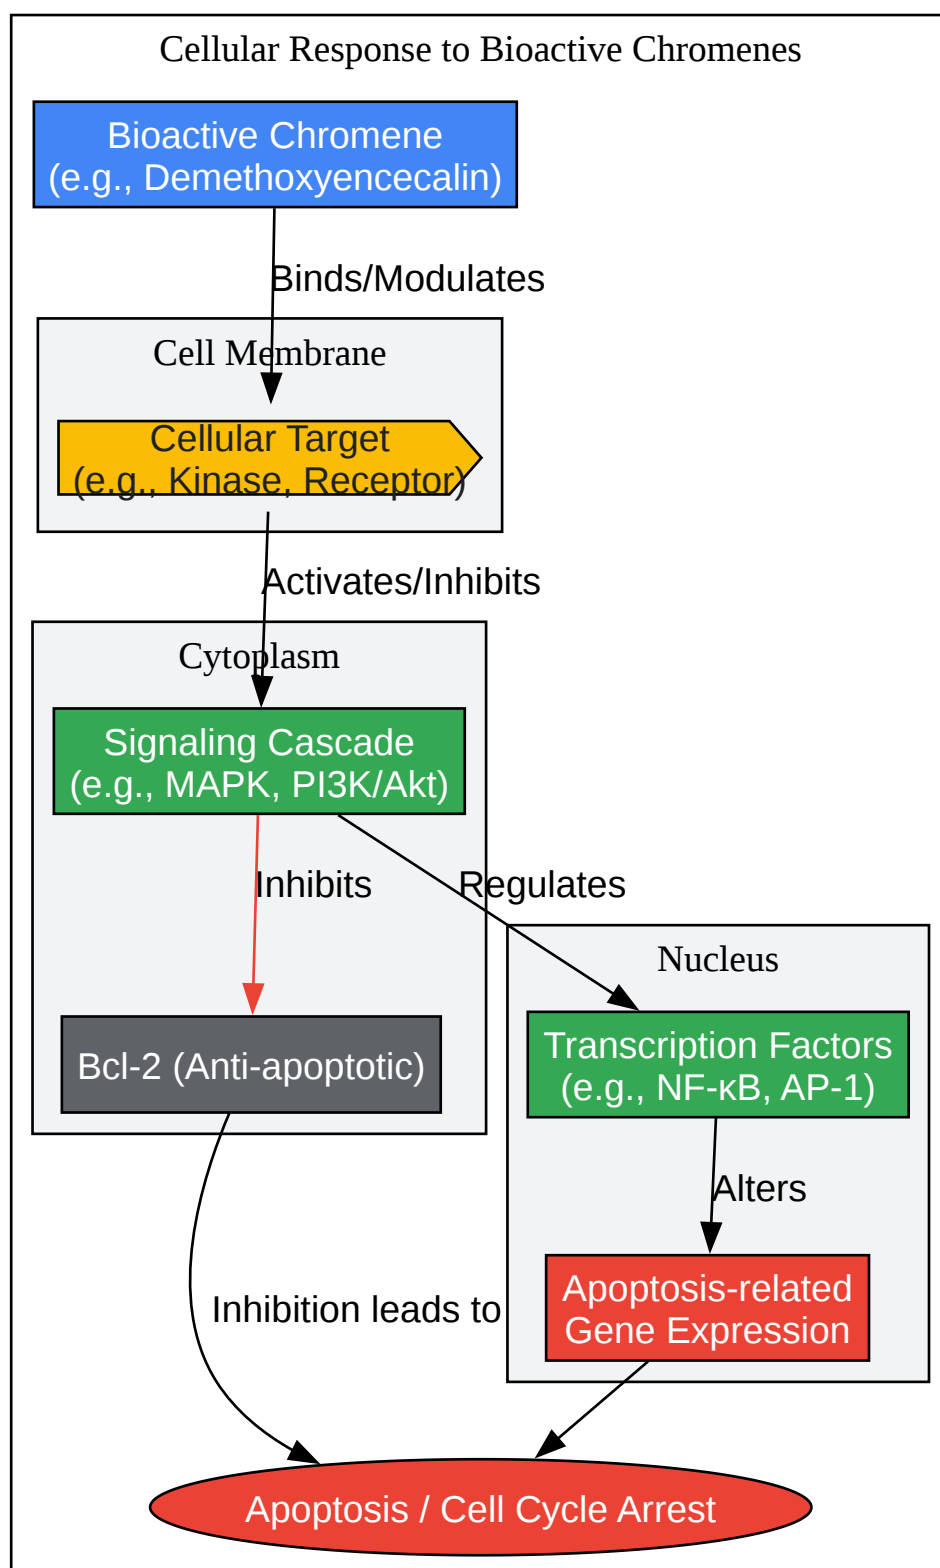 Cellular Response to Bioactive Chromenes
Bioactive Chromene
(e.g., Demethoxyencecalin)
Binds/Modulates
Cell Membrane
Cellular Target
(e.g., Kinase, Receptor)
Activates/Inhibits
Cytoplasm
Signaling Cascade
(e.g., MAPK, PI3K/Akt)
Inhibits
Regulates
Nucleus
Bcl-2 (Anti-apoptotic)
Transcription Factors
(e.g., NF-κB, AP-1)
Alters
Inhibition leads to
Apoptosis-related
Gene Expression
Apoptosis / Cell Cycle Arrest